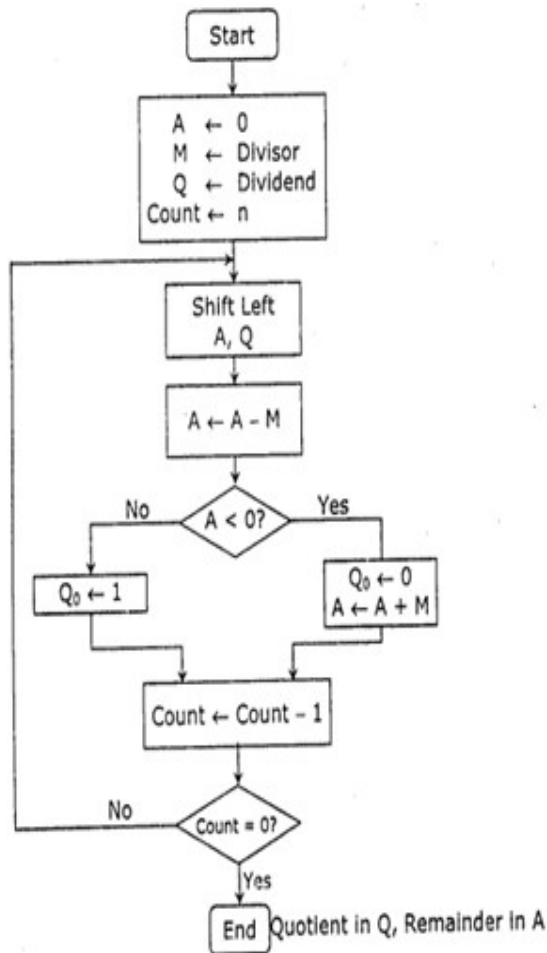 Start
A ← 0
M ← Divisor
Q ← Dividend
Count ← n
Shift Left
A, Q
A ← A – M
A < 0?
No
Yes
Q₀ ← 1
Q₀ ← 0
A ← A + M
Count ← Count – 1
Count = 0?
No
Yes
End
Quotient in Q, Remainder in A